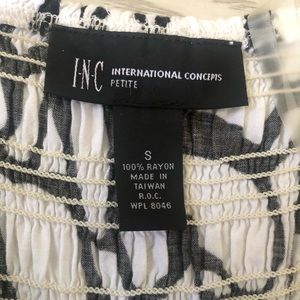 I·N·C INTERNATIONAL CONCEPTS
PETITE
S
100% RAYON
MADE IN
TAIWAN
R.O.C.
WPL 8046